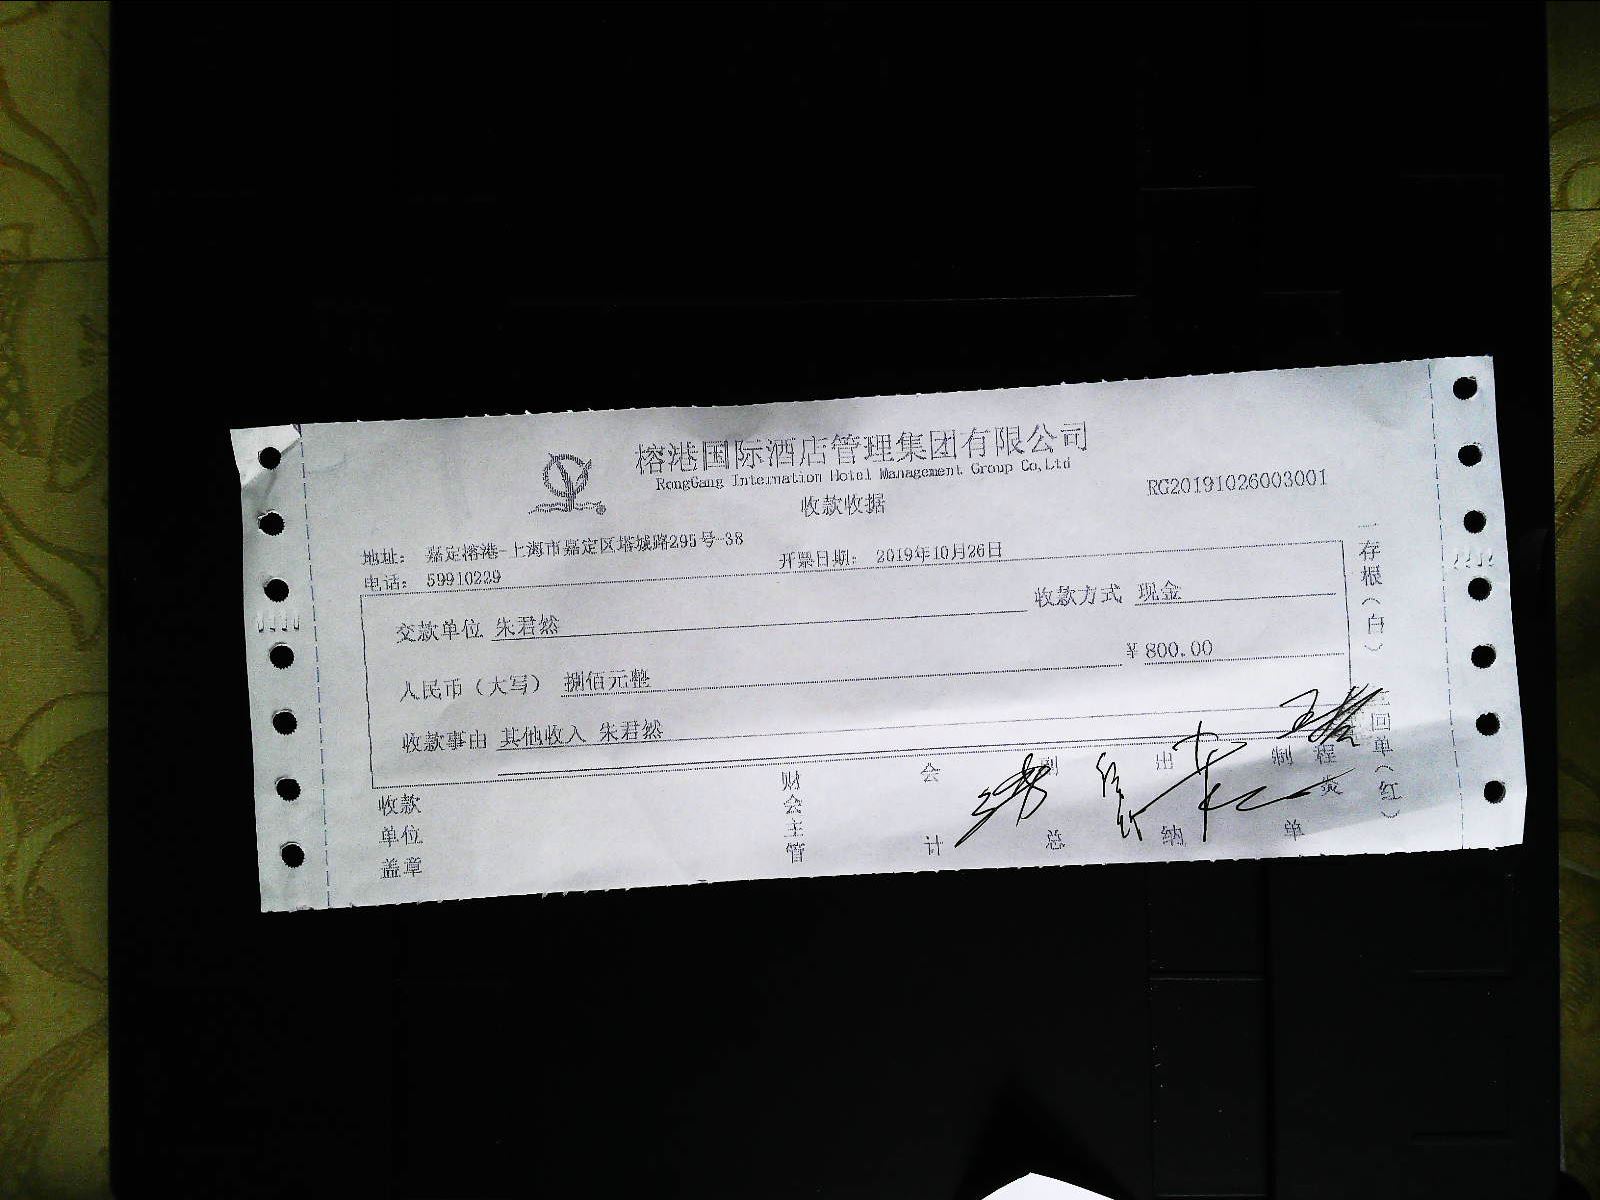 榕港国际酒店管理集团有限公司
RongGang Internation Hotel Management Group Co,Ltd
收款收据
RG20191026003001
地址： 嘉定榕港-上海市嘉定区塔城路295号-38
电话： 59910229
开票日期： 2019年10月26日
交款单位 朱君然
收款方式 现金
人民币（大写） 捌佰元整
￥800.00
收款事由 其他收入 朱君然
收款单位盖章
财会主管
会计
副总
出纳
制单
程炎
一存根（白）
二回单（红）